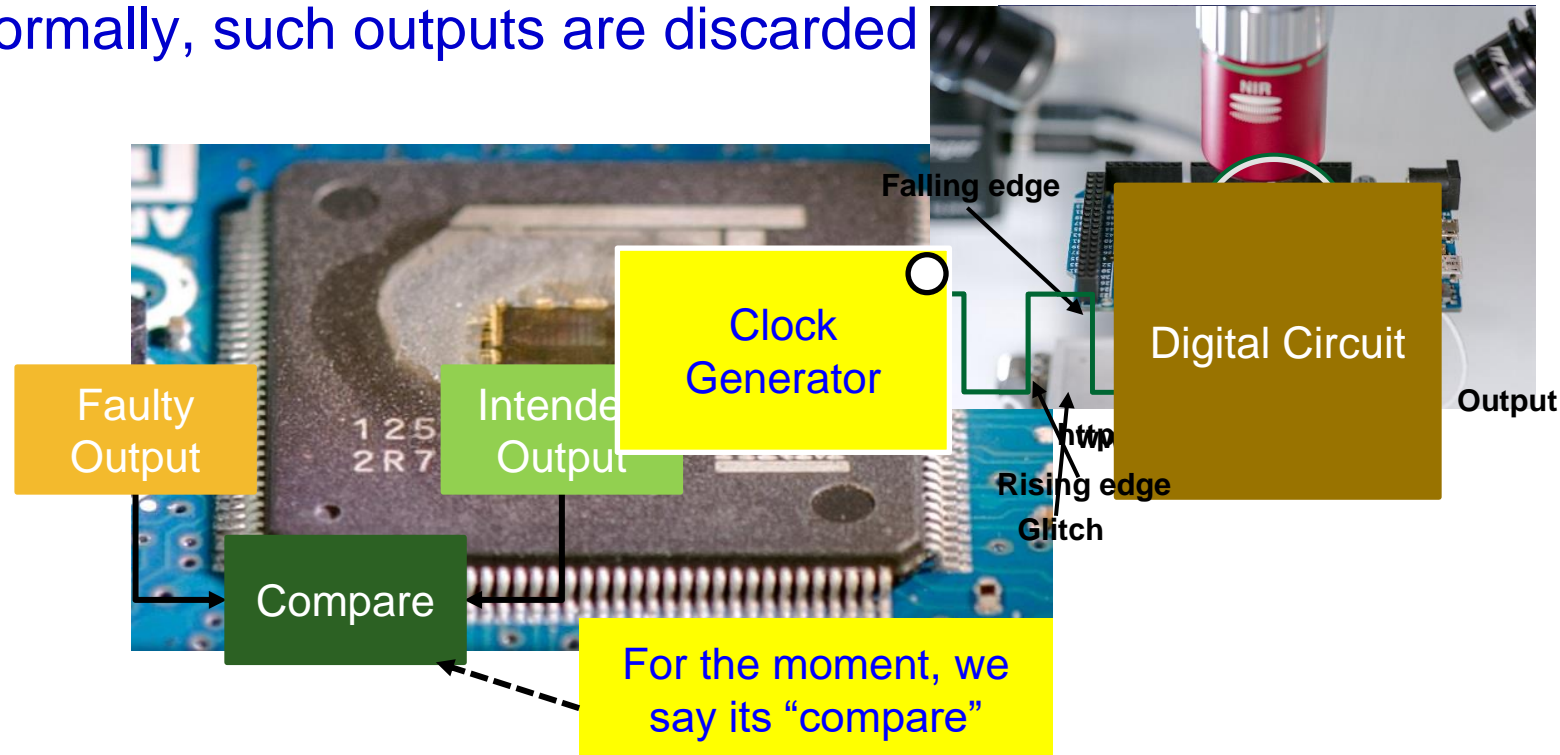 ormally, such outputs are discarded
NIR
Falling edge
Clock
Generator
Digital Circuit
Faulty
Output
Intende
Output
125
2R7
Output
http
Rising edge
Glitch
Compare
For the moment, we
say its “compare”